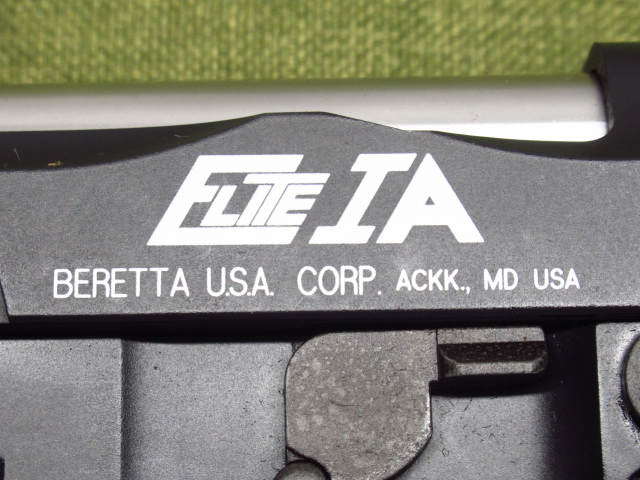 ELITE IA
BERETTA U.S.A. CORP. ACKK., MD USA